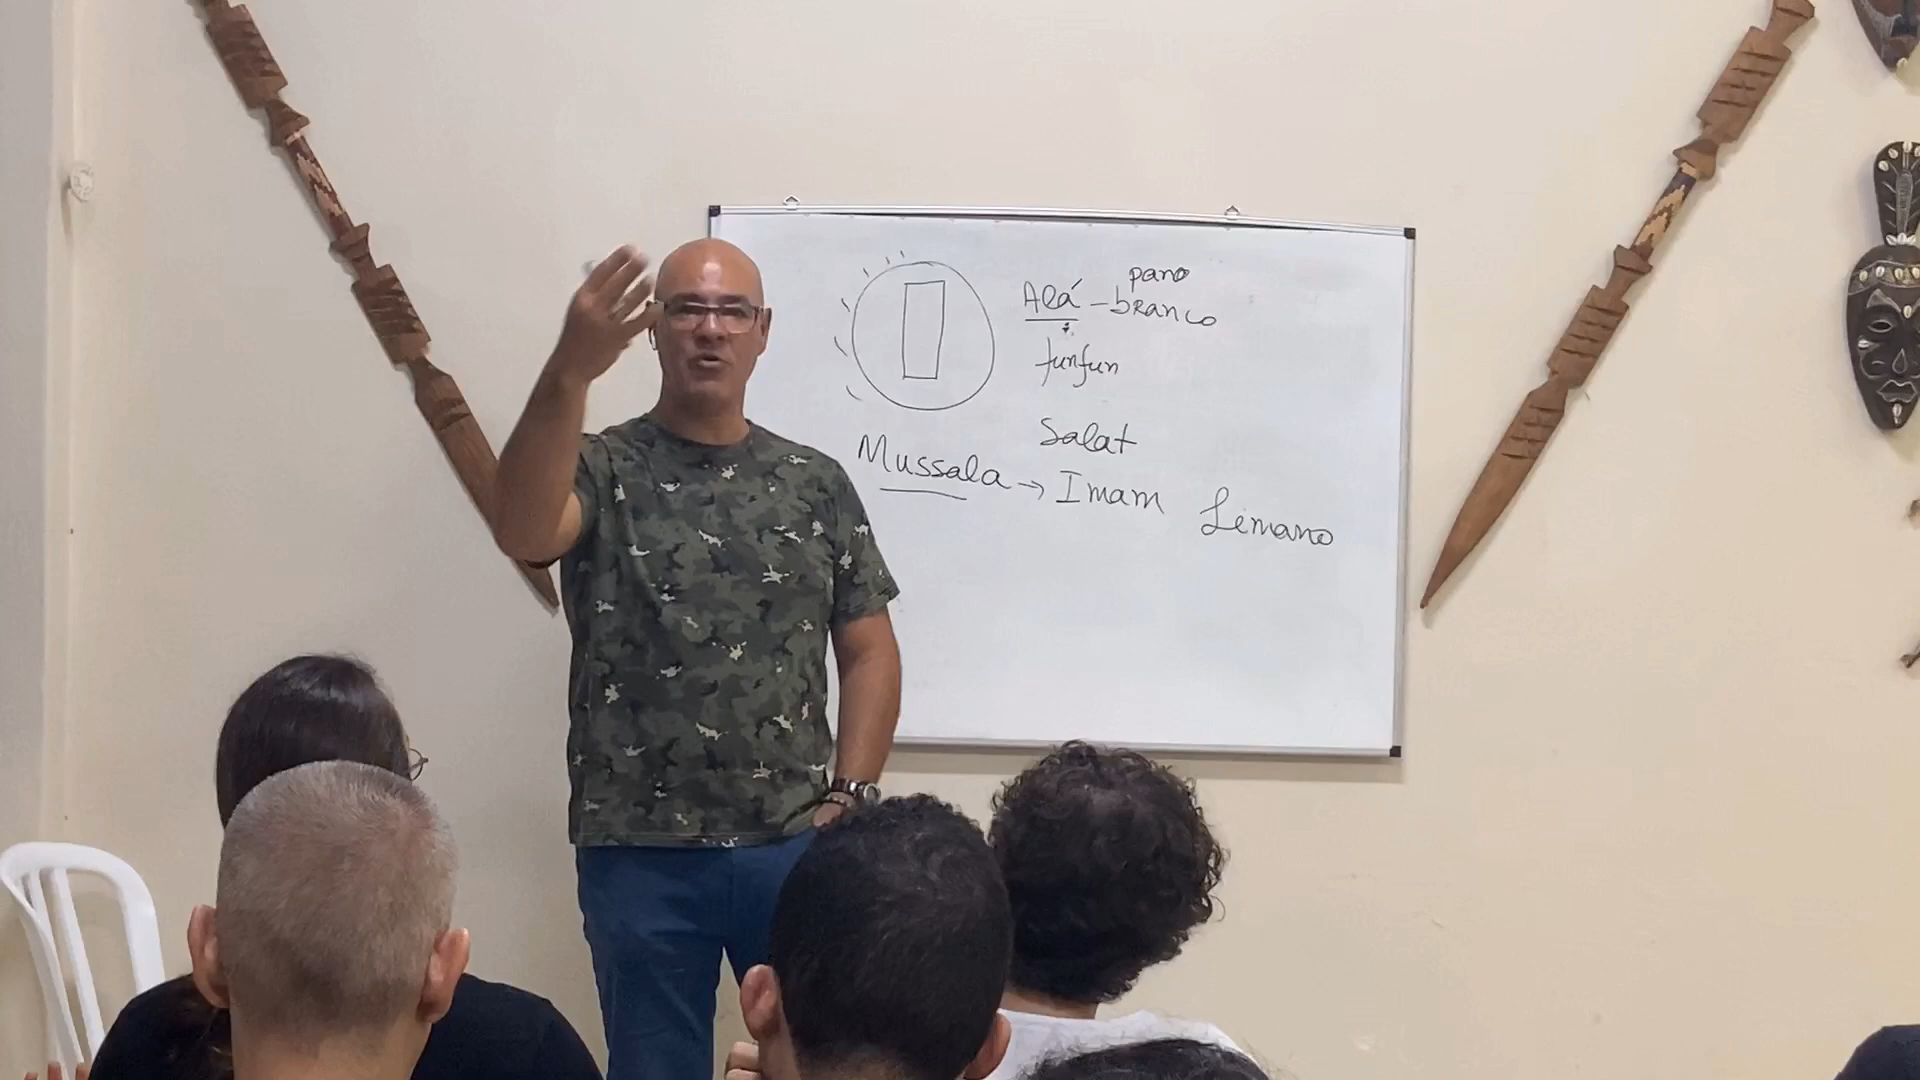 pano
Alá - bRanco
funfun
Salat
Mussala → Imam Limano